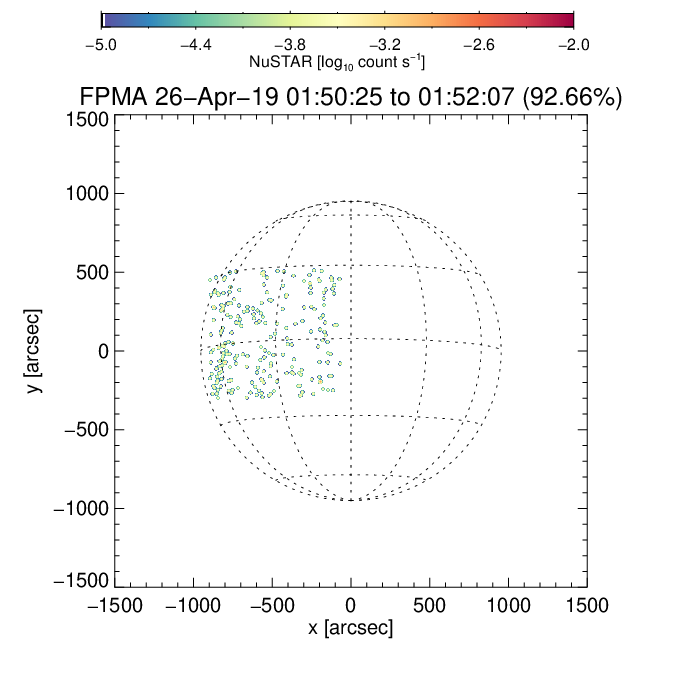 −5.0 −4.4 −3.8 −3.2 −2.6 −2.0
NuSTAR [log₁₀ count s⁻¹]
FPMA 26−Apr−19 01:50:25 to 01:52:07 (92.66%)
1500
1000
500
0
−500
−1000
−1500
y [arcsec]
−1500 −1000 −500 0 500 1000 1500
x [arcsec]